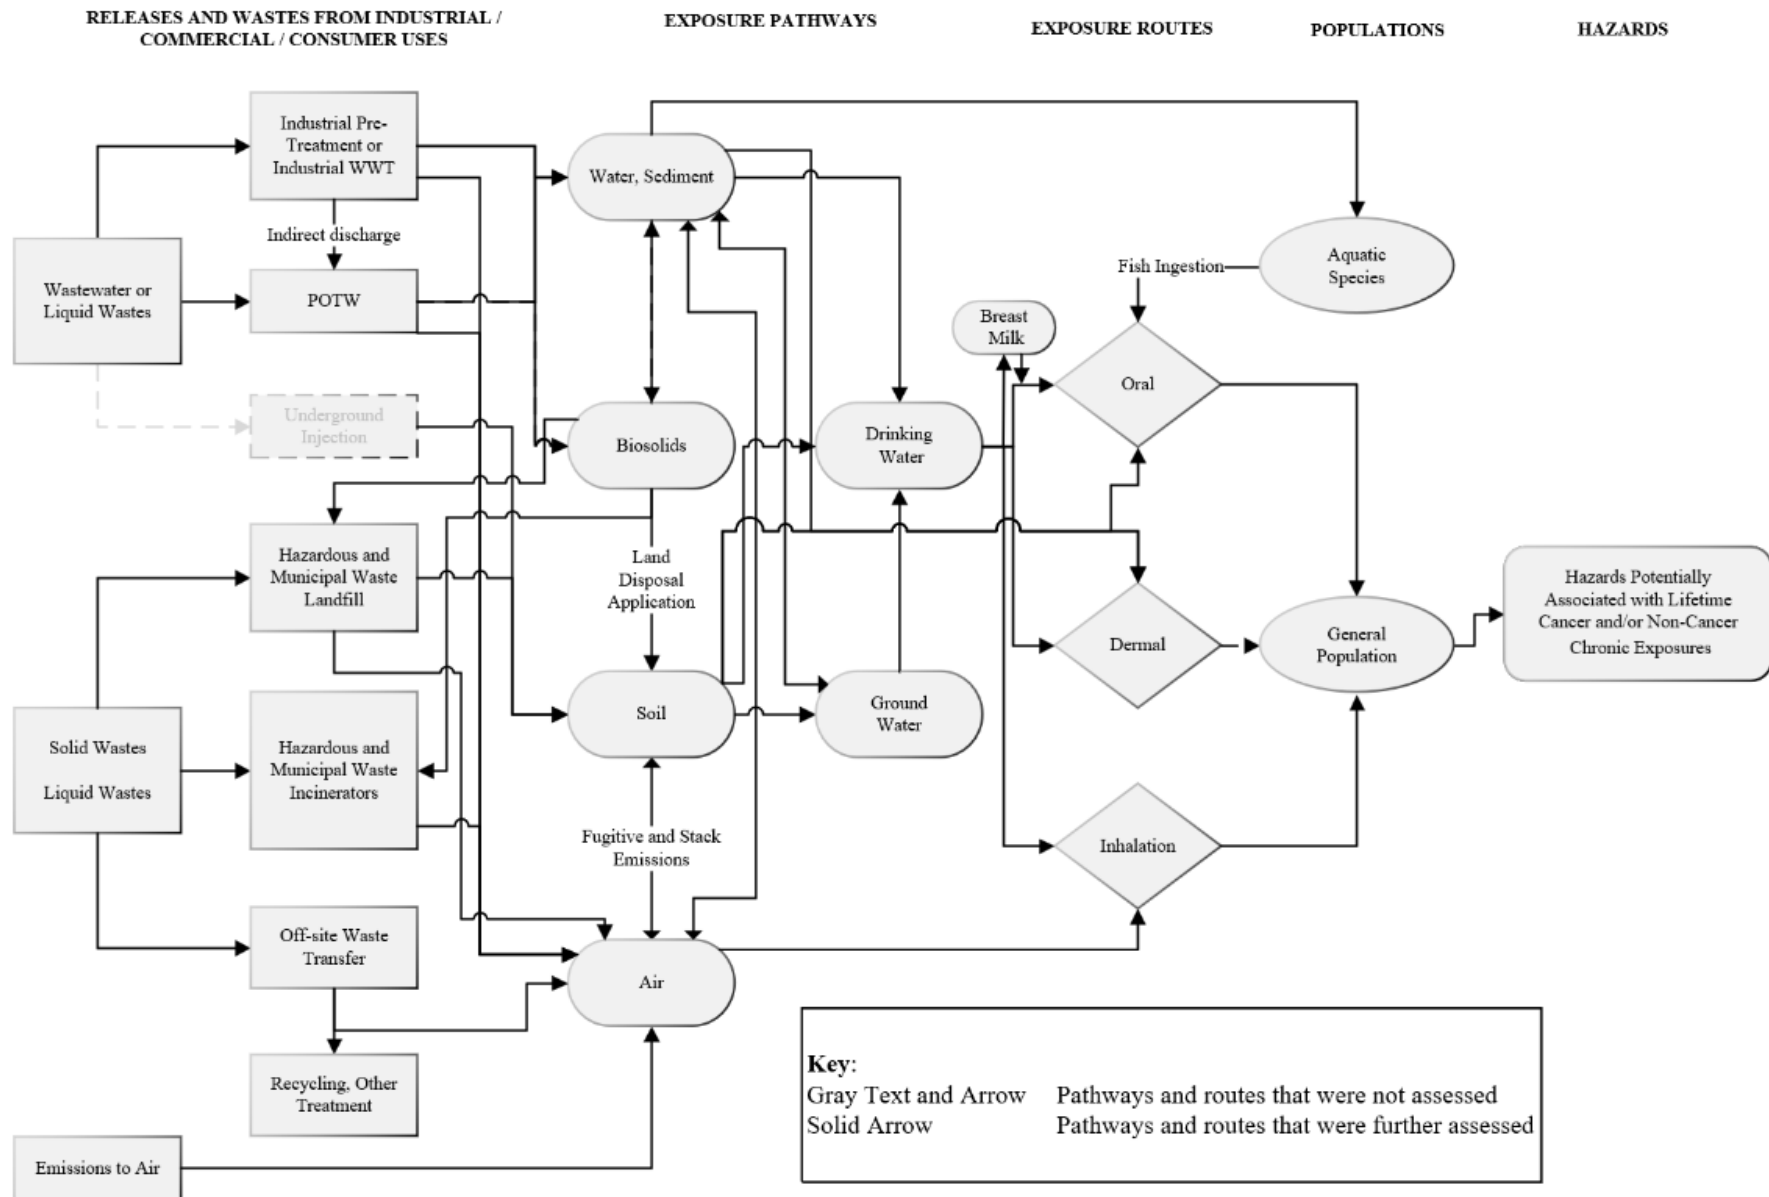 RELEASES AND WASTES FROM INDUSTRIAL /
COMMERCIAL / CONSUMER USES
EXPOSURE PATHWAYS
EXPOSURE ROUTES
POPULATIONS
HAZARDS
Industrial Pre-
Treatment or
Industrial WWT
Water, Sediment
Indirect discharge
Wastewater or
Liquid Wastes
POTW
Aquatic
Species
Fish Ingestion
Breast
Milk
Oral
Underground
Injection
Biosolids
Drinking
Water
Hazardous and
Municipal Waste
Landfill
Land
Disposal
Application
Hazards Potentially
Associated with Lifetime
Cancer and/or Non-Cancer
Chronic Exposures
Dermal
General
Population
Solid Wastes
Liquid Wastes
Hazardous and
Municipal Waste
Incinerators
Soil
Ground
Water
Fugitive and Stack
Emissions
Inhalation
Off-site Waste
Transfer
Air
Recycling, Other
Treatment
Emissions to Air
Key:
Gray Text and Arrow Pathways and routes that were not assessed
Solid Arrow Pathways and routes that were further assessed